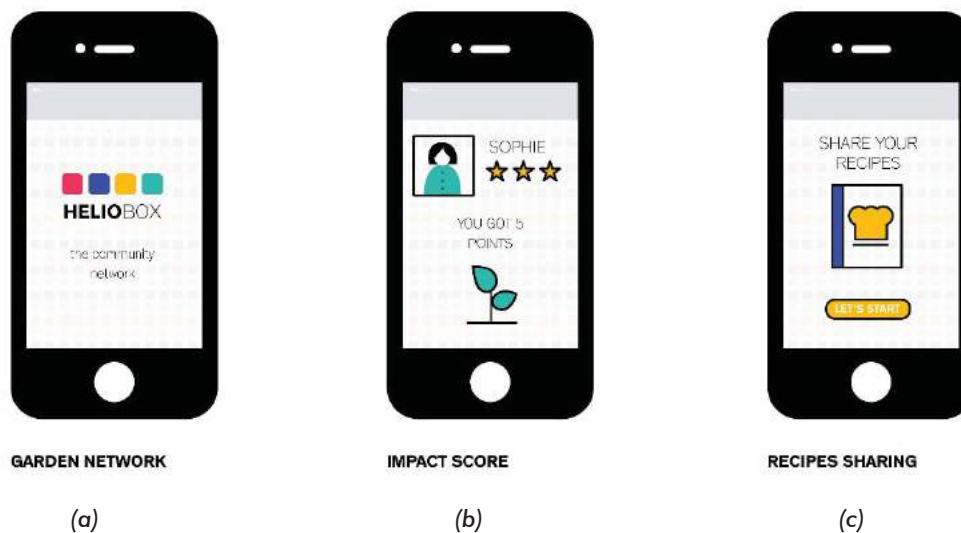 HELIOBOX
the community
network
GARDEN NETWORK
(a)
SOPHIE
YOU GOT 5
POINTS
IMPACT SCORE
(b)
SHARE YOUR
RECIPES
LET'S START
RECIPES SHARING
(c)